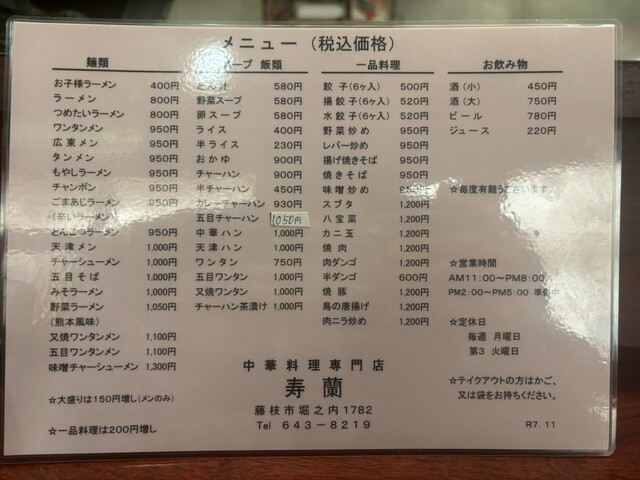 メニュー（税込価格）
麺類
お子様ラーメン 400円
ラーメン 800円
つめたいラーメン 800円
ワンタンメン 950円
広東メン 950円
タンメン 950円
もやしラーメン 950円
チャンポン 950円
ごまあじラーメン 950円
(辛いラーメン)
とんこつラーメン 950円
天津メン 1,000円
チャーシューメン 1,000円
五目そば 1,000円
みそラーメン 1,000円
野菜ラーメン 1,050円
(熊本風味)
又焼ワンタンメン 1,100円
五目ワンタンメン 1,100円
味噌チャーシューメン 1,300円
☆大盛りは150円増し(メンのみ)
☆一品料理は200円増し
スープ 飯類
とん汁 580円
野菜スープ 580円
卵スープ 580円
ライス 400円
半ライス 230円
おかゆ 900円
チャーハン 900円
半チャーハン 450円
カレーチャーハン 930円
五目チャーハン 1050円
中華ハン 1,000円
天津ハン 1,000円
ワンタン 750円
五目ワンタン 1,000円
又焼ワンタン 1,000円
チャーハン茶漬け 1,000円
一品料理
餃子(6ヶ入) 500円
揚餃子(6ヶ入) 520円
水餃子(6ヶ入) 520円
野菜炒め 950円
レバー炒め 950円
揚げ焼きそば 950円
焼きそば 950円
味噌炒め 950円
スブタ 1,200円
八宝菜 1,200円
カニ玉 1,200円
焼肉 1,200円
肉ダンゴ 1,200円
半ダンゴ 600円
焼豚 1,200円
鳥の唐揚げ 1,200円
肉ニラ炒め 1,200円
お飲み物
酒(小) 450円
酒(大) 750円
ビール 780円
ジュース 220円
☆毎度有難うございます
☆営業時間
AM11:00～PM8:00
PM2:00～PM5:00 準備中
☆定休日
毎週 月曜日
第3 火曜日
☆テイクアウトの方はかご、
又は袋をお持ちください。
R7.11
中華料理専門店
寿蘭
藤枝市堀之内1782
Tel 643-8219